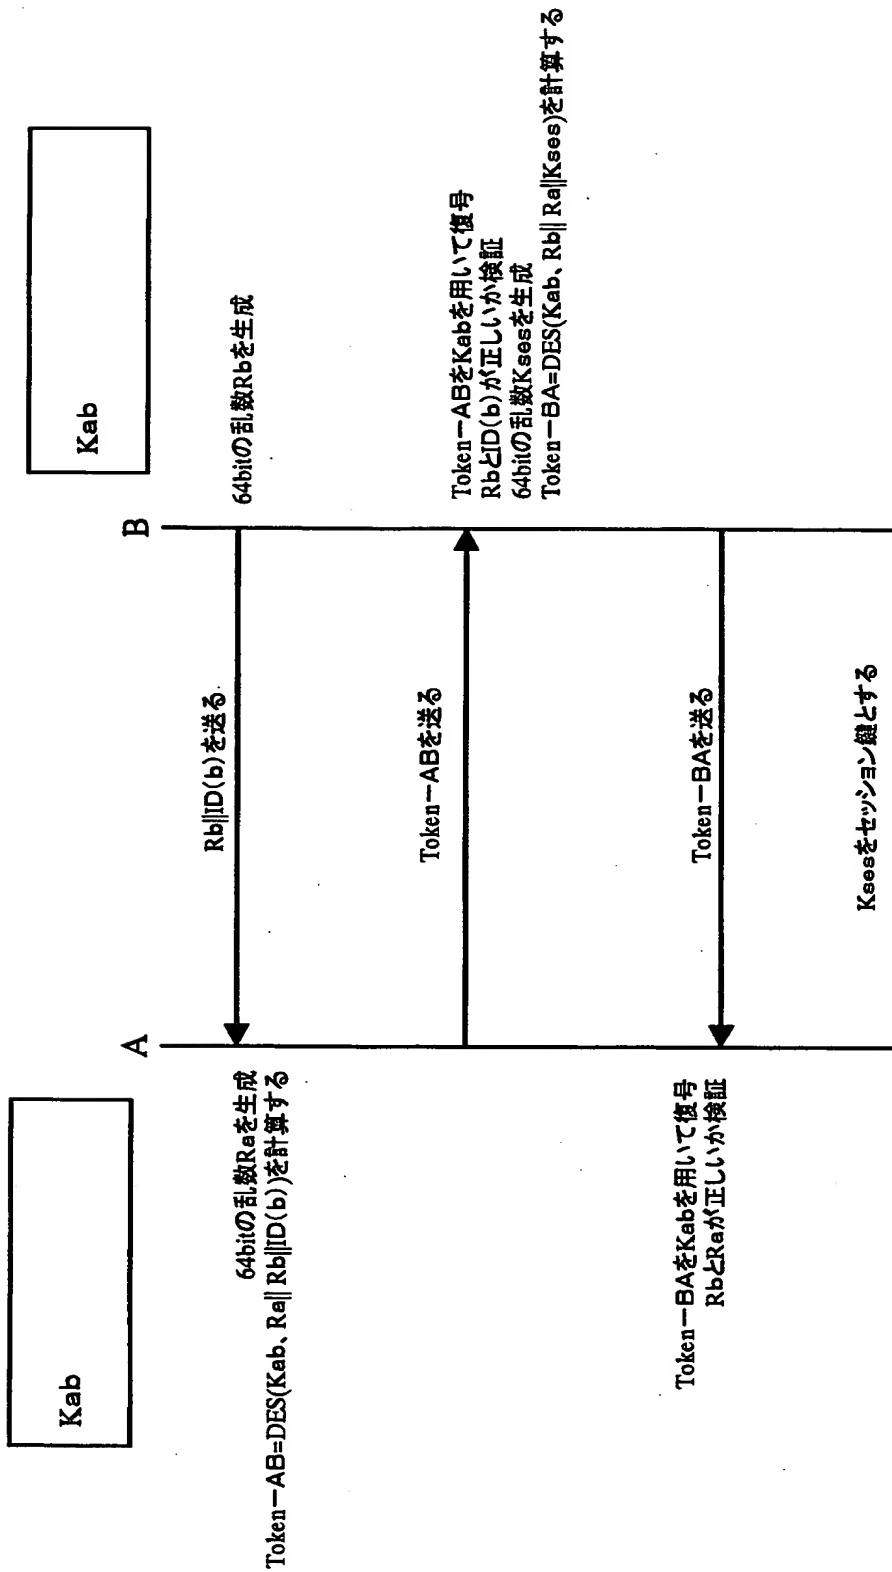 Kab
Kab
A
B
64bitの乱数Rbを生成
Rb||ID(b)を送る
64bitの乱数Raを生成
Token－AB=DES(Kab、Ra|| Rb||ID(b))を計算する
Token－ABを送る
Token－ABをKabを用いて復号
RbとID(b)が正しいか検証
64bitの乱数Ksesを生成
Token－BA=DES(Kab、Rb|| Ra||Kses)を計算する
Token－BAを送る
Token－BAをKabを用いて復号
RbとRaが正しいか検証
Ksesをセッション鍵とする